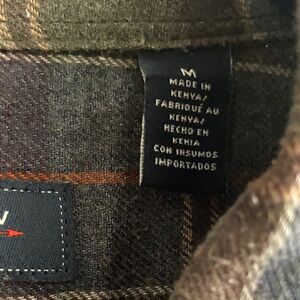 M
MADE IN
KENYA/
FABRIQUÉ AU
KENYA/
HECHO EN
KENIA
CON INSUMOS
IMPORTADOS